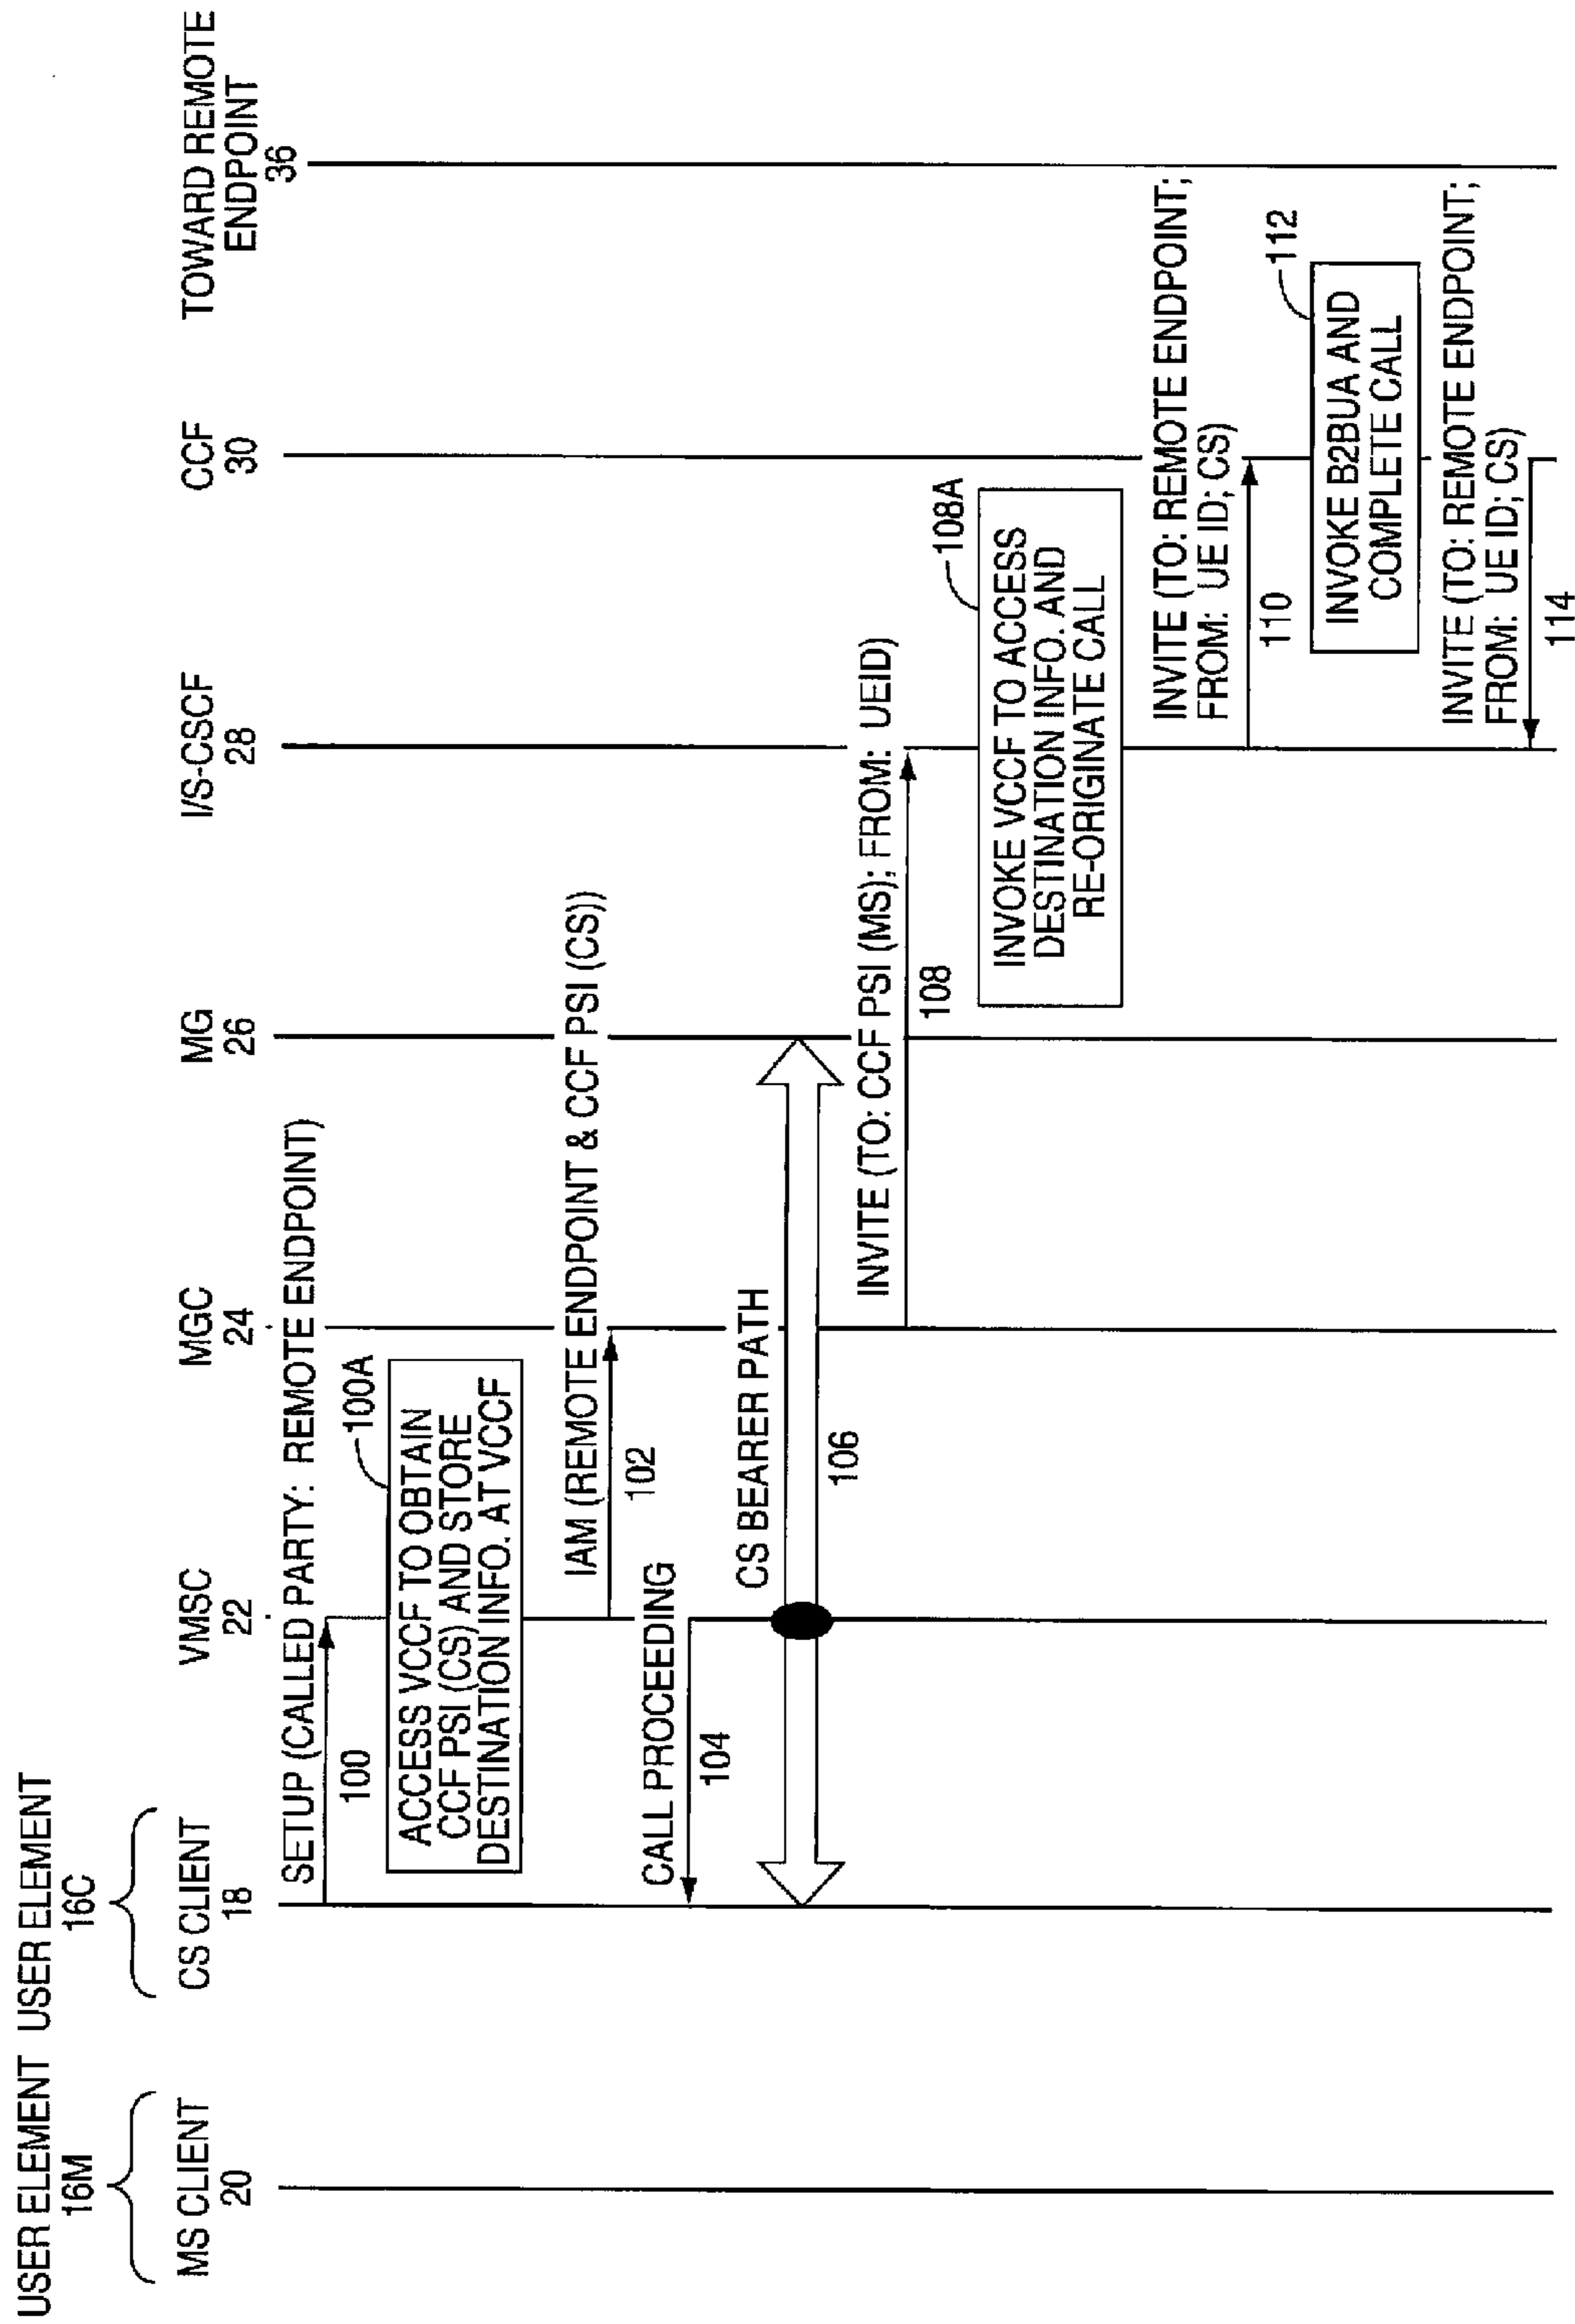 USER ELEMENT
16M
USER ELEMENT
16C
MS CLIENT
20
CS CLIENT
18
VMSC
22
MGC
24
MG
26
I/S-CSCF
28
CCF
30
TOWARD REMOTE
ENDPOINT
36
SETUP (CALLED PARTY: REMOTE ENDPOINT)
100
100A
ACCESS VCCF TO OBTAIN
CCF PSI (CS) AND STORE
DESTINATION INFO. AT VCCF
IAM (REMOTE ENDPOINT & CCF PSI (CS))
102
CALL PROCEEDING
104
CS BEARER PATH
106
INVITE (TO: CCF PSI (MS); FROM: UEID)
108
108A
INVOKE VCCF TO ACCESS
DESTINATION INFO. AND
RE-ORIGINATE CALL
INVITE (TO: REMOTE ENDPOINT;
FROM: UE ID; CS)
110
112
INVOKE B2BUA AND
COMPLETE CALL
INVITE (TO: REMOTE ENDPOINT;
FROM: UE ID; CS)
114